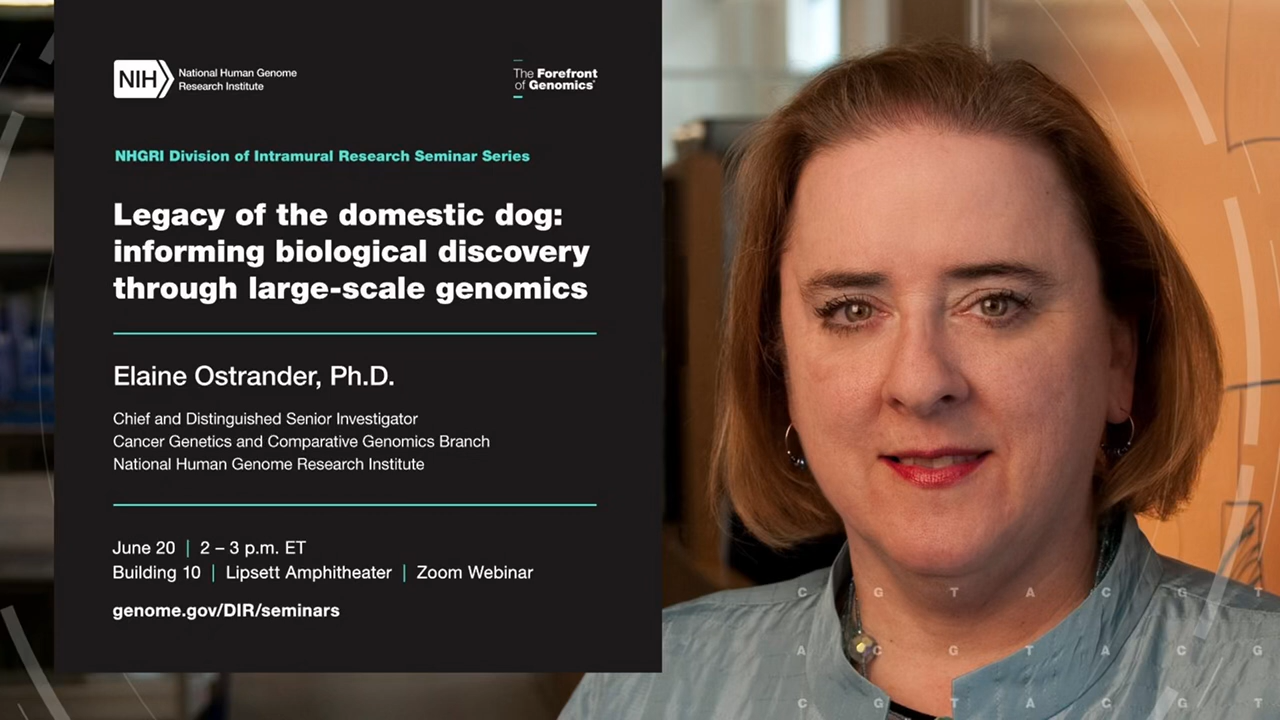 NIH National Human Genome
Research Institute
The Forefront
of Genomics®
NHGRI Division of Intramural Research Seminar Series
Legacy of the domestic dog:
informing biological discovery
through large-scale genomics
Elaine Ostrander, Ph.D.
Chief and Distinguished Senior Investigator
Cancer Genetics and Comparative Genomics Branch
National Human Genome Research Institute
June 20 | 2 – 3 p.m. ET
Building 10 | Lipsett Amphitheater | Zoom Webinar
genome.gov/DIR/seminars
C G T A C G T
A C G T A C G
C G T A C G T